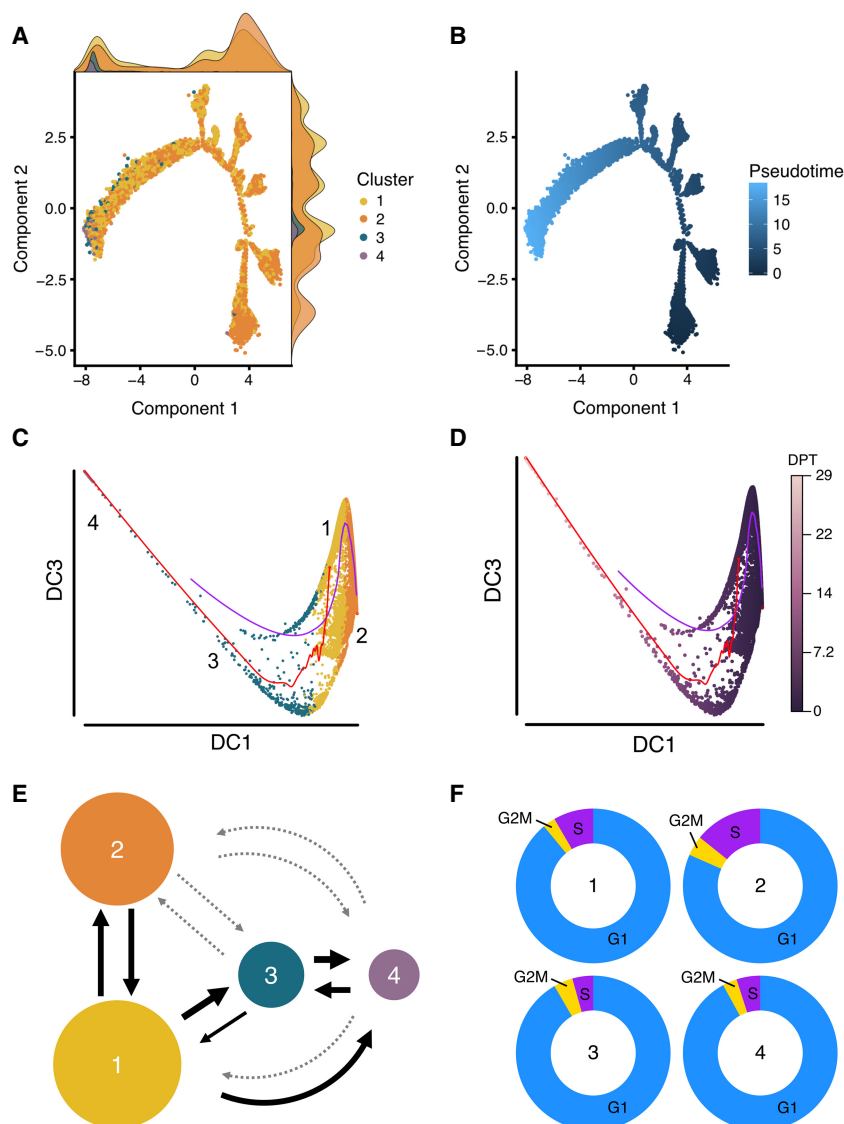 A
2.5
0.0
−2.5
−5.0
−8
−4
0
4
Component 2
Component 1
Cluster
1
2
3
4
B
2.5
0.0
−2.5
−5.0
−8
−4
0
4
Component 2
Component 1
Pseudotime
15
10
5
0
C
4
1
3
2
DC3
DC1
D
DC3
DC1
DPT
29
22
14
7.2
0
E
2
3
4
1
F
G2M
S
1
G1
G2M
S
2
G1
G2M
S
3
G1
G2M
S
4
G1